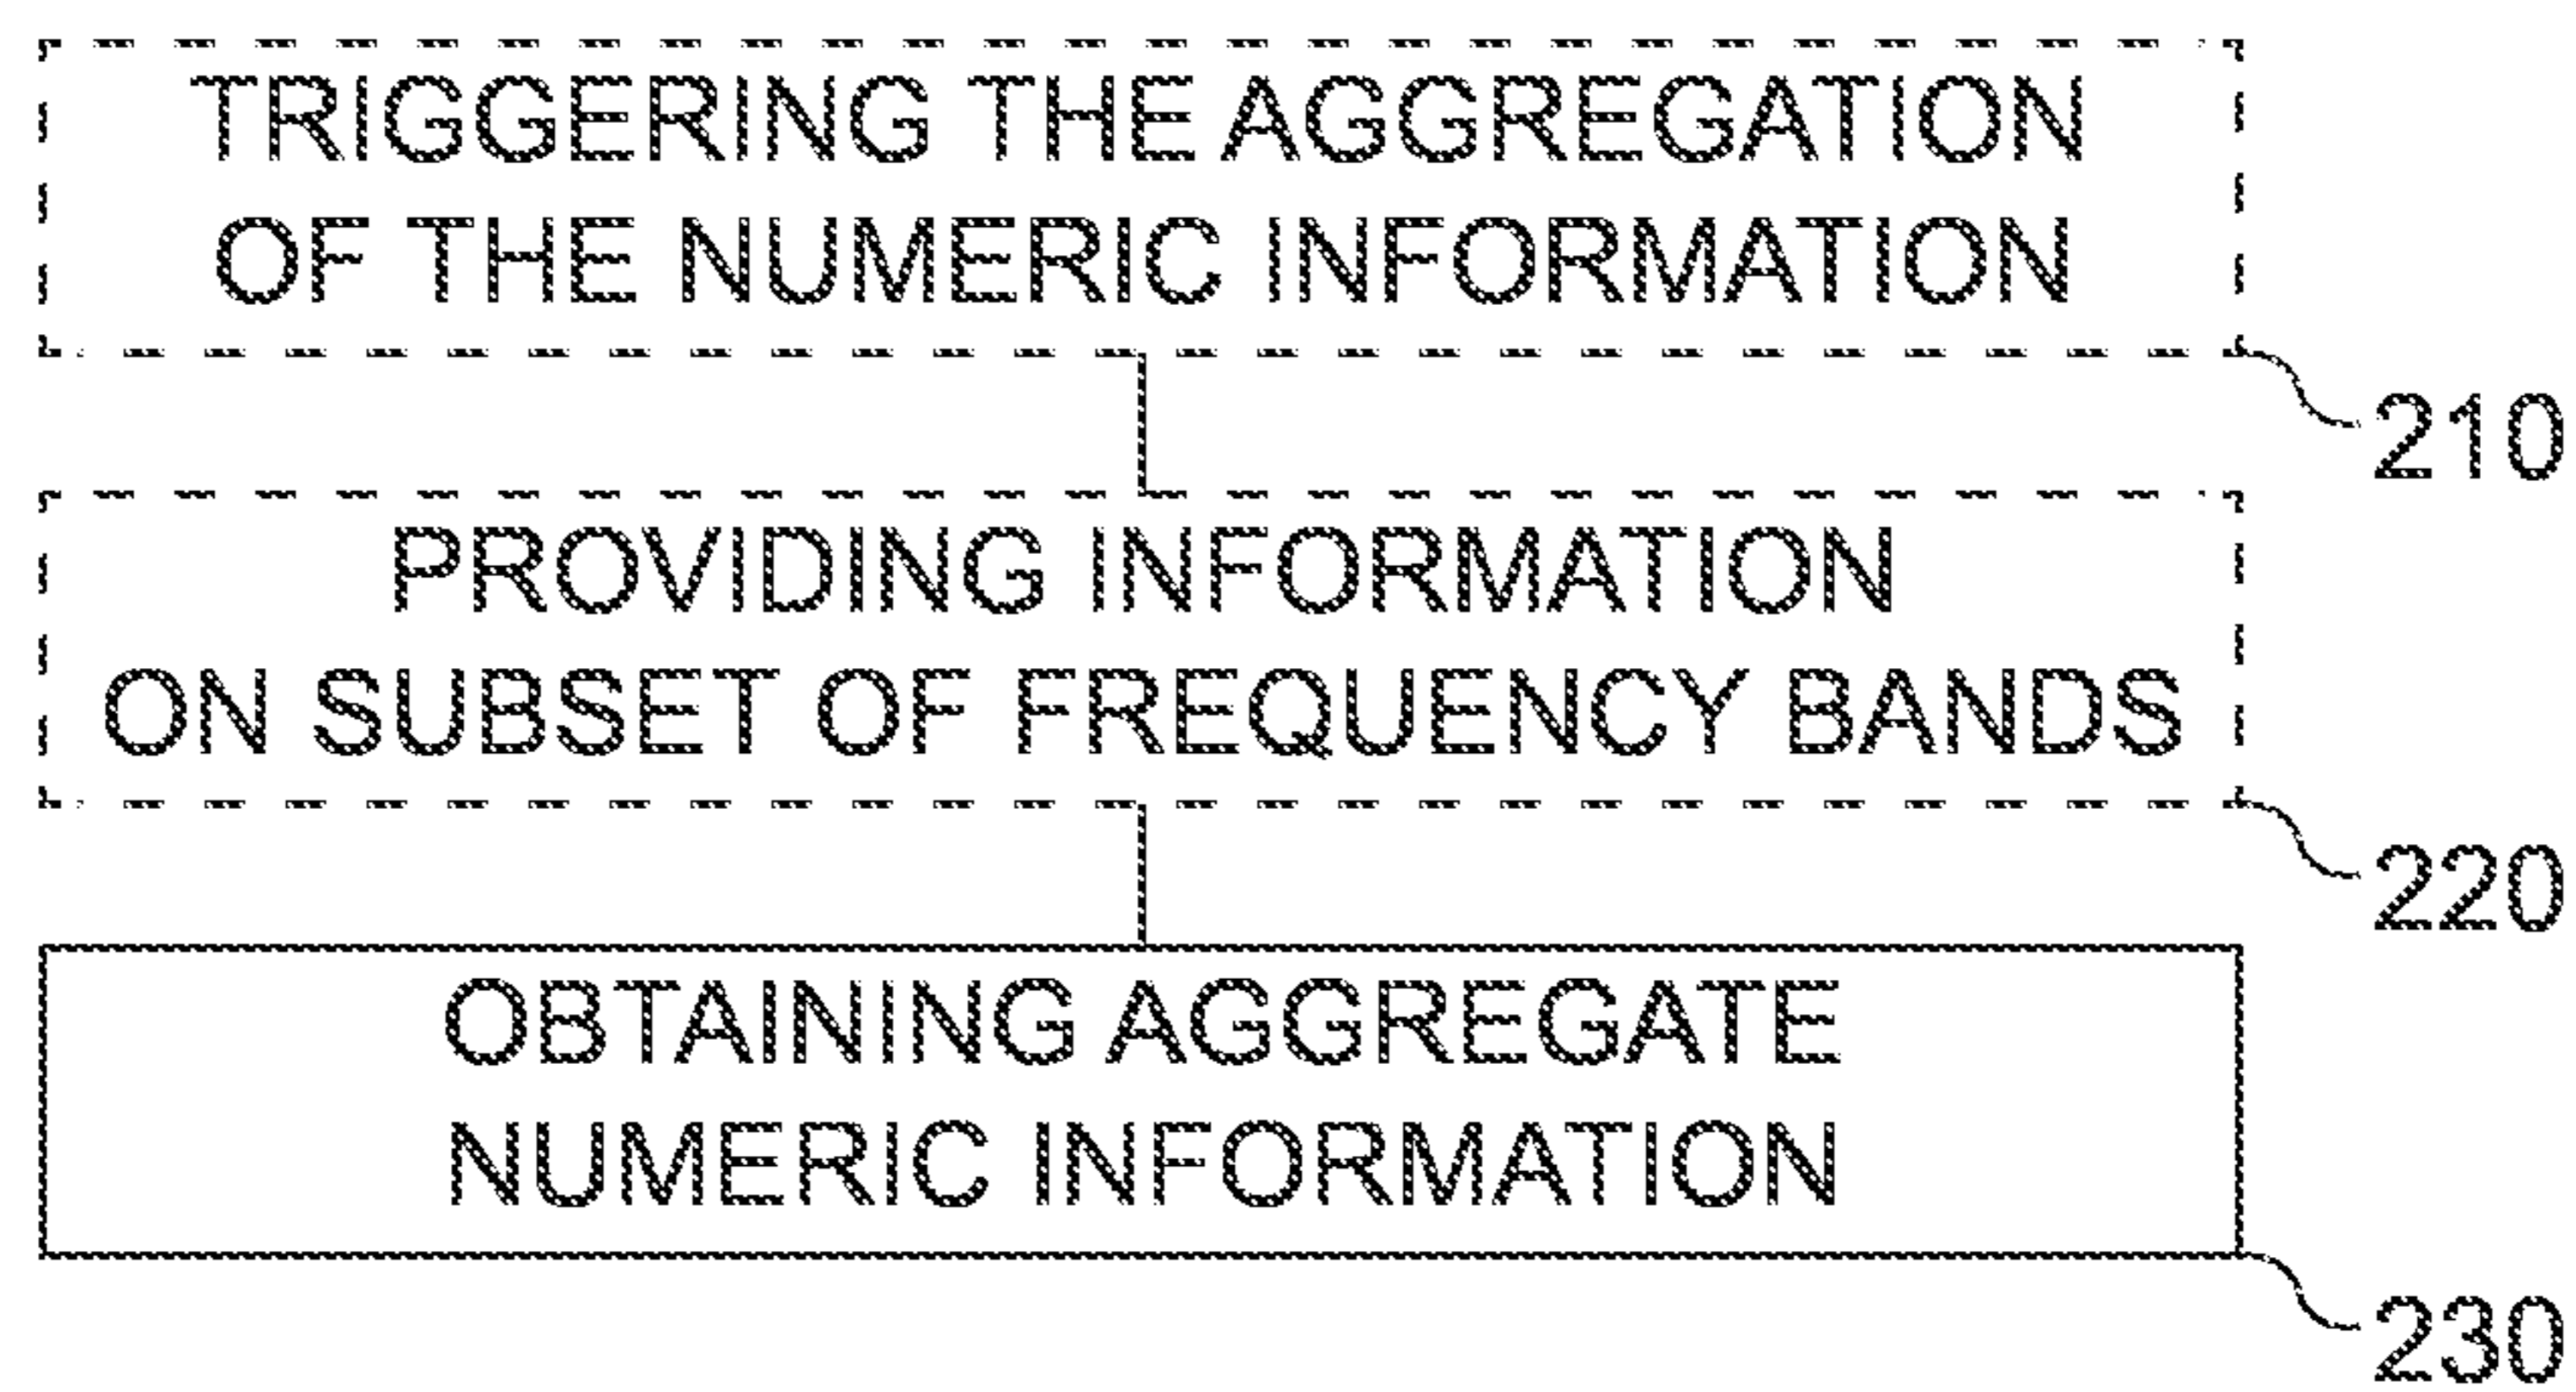 TRIGGERING THE AGGREGATION
OF THE NUMERIC INFORMATION
210
PROVIDING INFORMATION
ON SUBSET OF FREQUENCY BANDS
220
OBTAINING AGGREGATE
NUMERIC INFORMATION
230